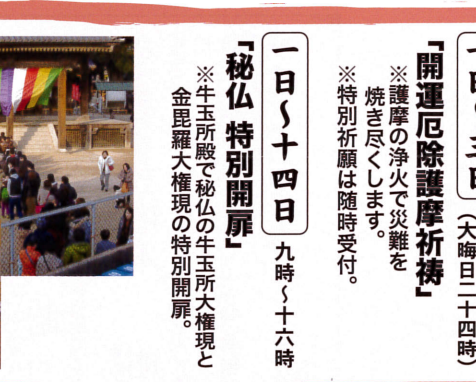 (大晦日二十四時)
「開運厄除護摩祈祷」
※護摩の浄火で災難を
焼き尽くします。
※特別祈願は随時受付。
一日〜十四日 九時〜十六時
「秘仏 特別開扉」
※牛玉所殿で秘仏の牛玉所大権現と
金毘羅大権現の特別開扉。